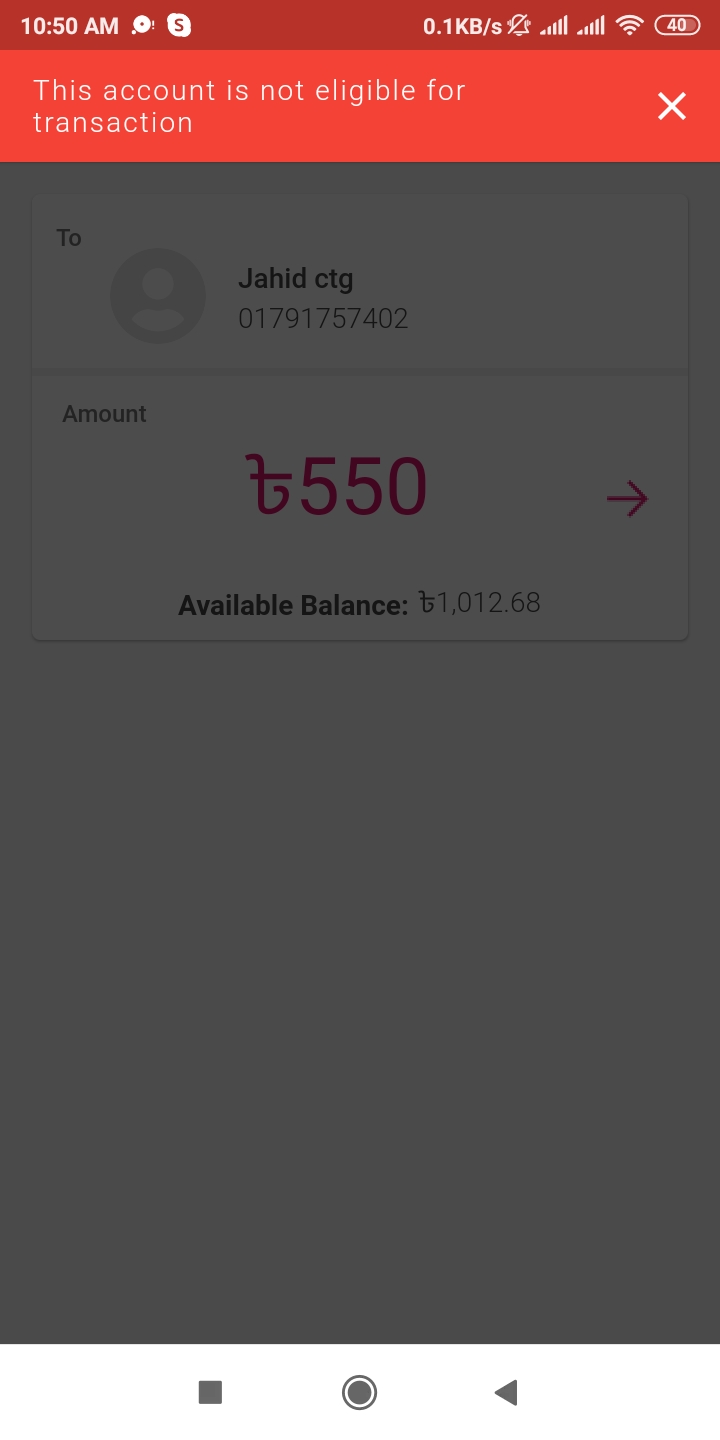 10:50 AM S 0.1KB/s 40
This account is not eligible for
transaction
To
Jahid ctg
01791757402
Amount
৳550
Available Balance: ৳1,012.68